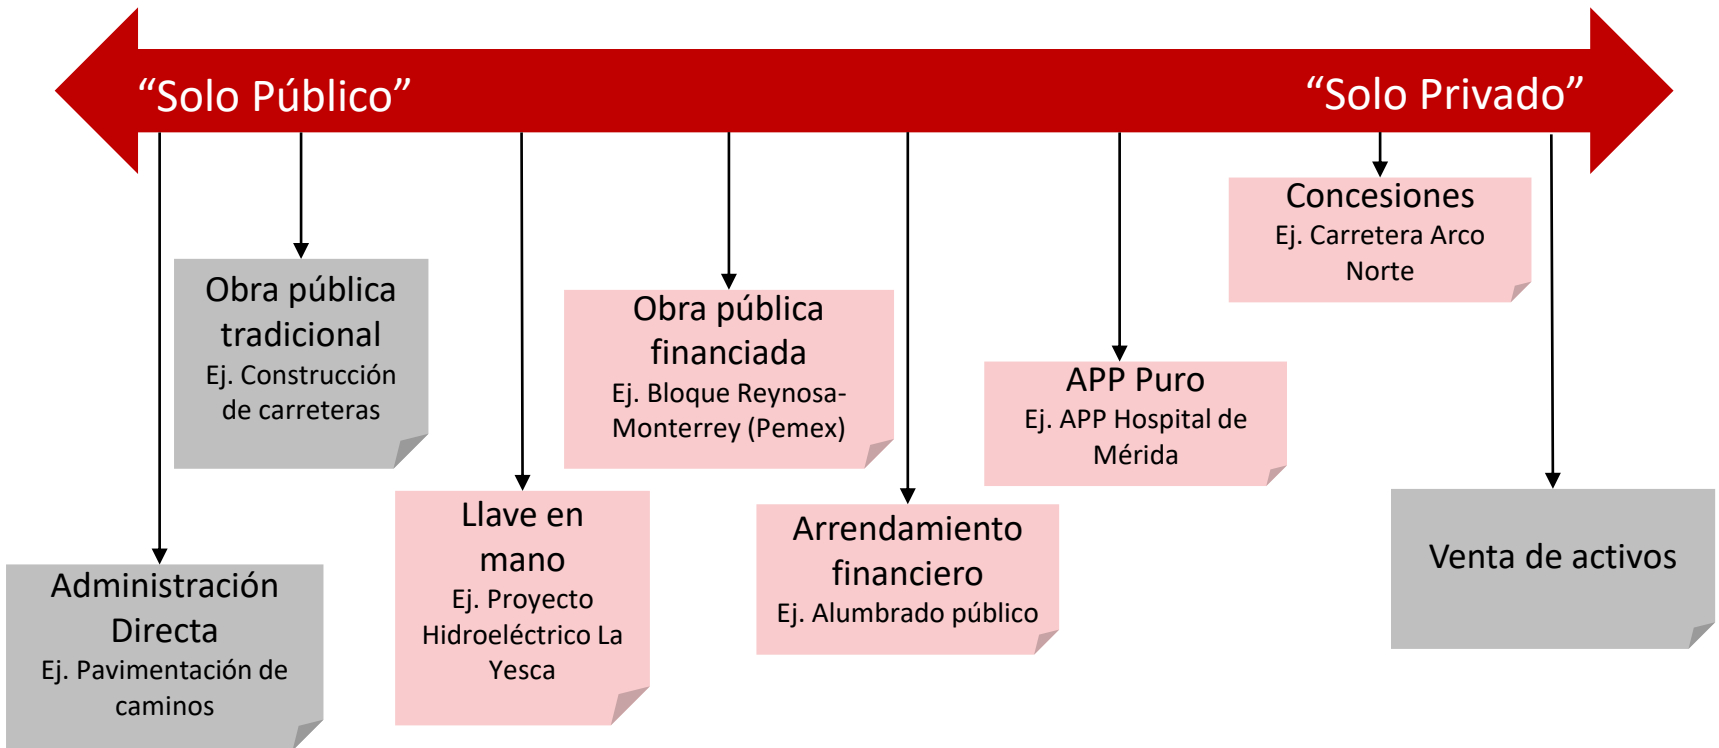 “Solo Público”
“Solo Privado”
Administración
Directa
Ej. Pavimentación de
caminos
Obra pública
tradicional
Ej. Construcción
de carreteras
Llave en
mano
Ej. Proyecto
Hidroeléctrico La
Yesca
Obra pública
financiada
Ej. Bloque Reynosa-
Monterrey (Pemex)
Arrendamiento
financiero
Ej. Alumbrado público
APP Puro
Ej. APP Hospital de
Mérida
Concesiones
Ej. Carretera Arco
Norte
Venta de activos